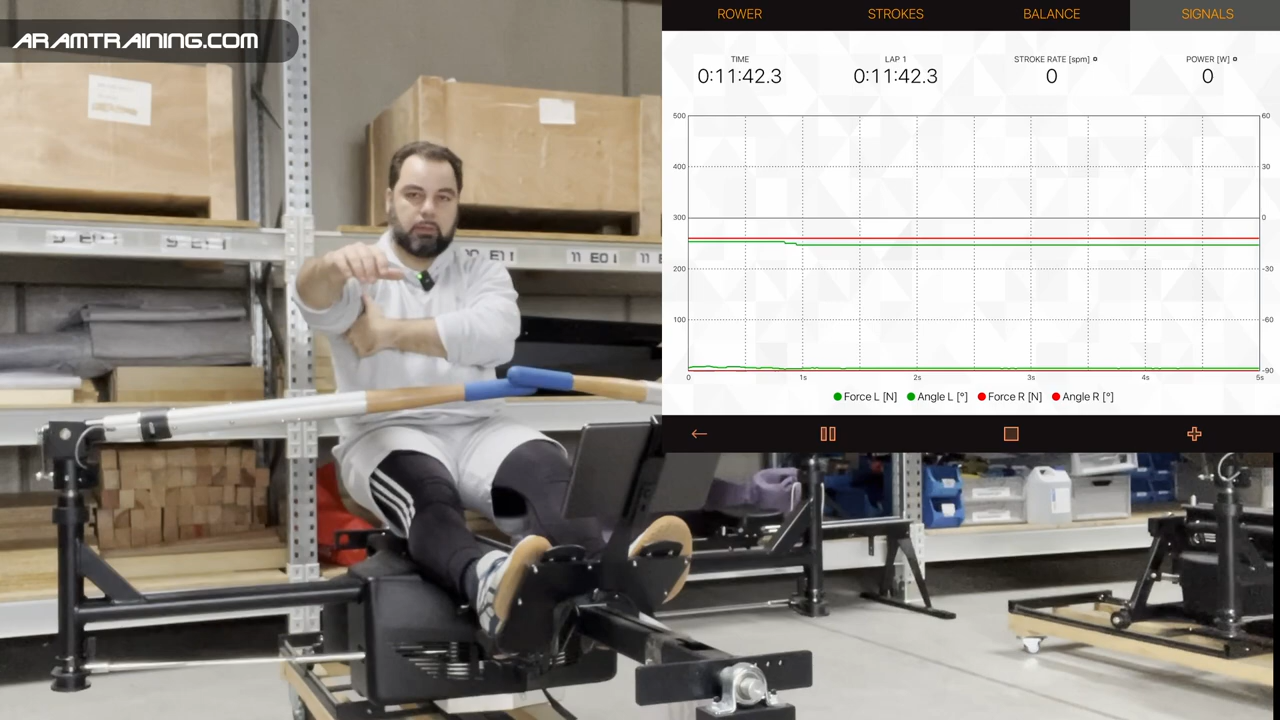 ARAMTRAINING.COM
ROWER STROKES BALANCE SIGNALS
TIME LAP 1 STROKE RATE [spm] POWER [W]
0:11:42.3 0:11:42.3 0 0
500 60
400 30
300 0
200 -30
100 -60
-90
0 1s 2s 3s 4s 5s
Force L [N] Angle L [°] Force R [N] Angle R [°]
11 E01